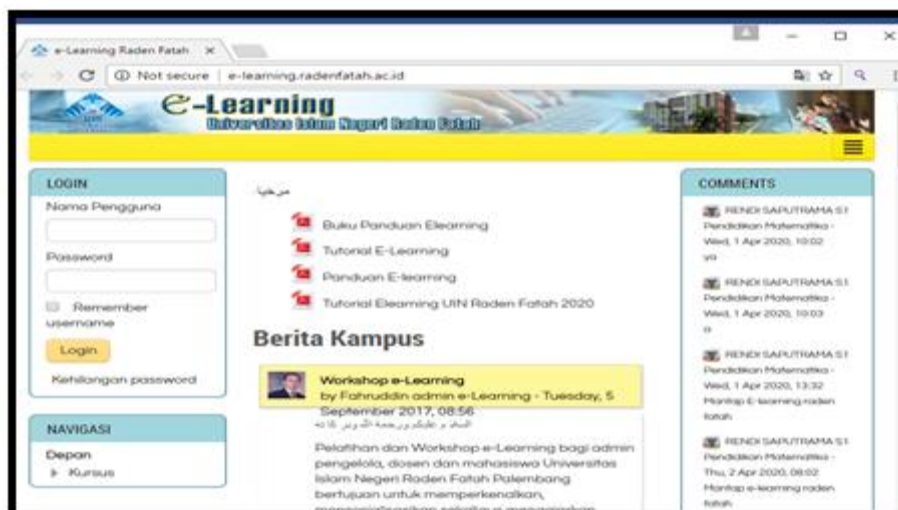 e-Learning Raden Fatah
Not secure
e-learning.radenfatah.ac.id
e-Learning
Universitas Islam Negeri Raden Fatah
LOGIN
Nama Pengguna
Password
Remember
username
Login
Kehilangan password
NAVIGASI
Depan
Kursus
مرحبا
Buku Panduan Elearning
Tutorial E-Learning
Panduan E-learning
Tutorial Elearning UIN Raden Fatah 2020
Berita Kampus
Workshop e-Learning
by Fahruddin admin e-Learning - Tuesday, 5
September 2017, 08:56
Pelatihan dan Workshop e-Learning bagi admin
pengelola, dosen dan mahasiswa Universitas
Islam Negeri Raden Fatah Palembang
bertujuan untuk memperkenalkan,
COMMENTS
RENDI SAPUTRAMA S1
Pendidikan Matematika -
Wed, 1 Apr 2020, 10:02
ya
RENDI SAPUTRAMA S1
Pendidikan Matematika -
Wed, 1 Apr 2020, 10:03
RENDI SAPUTRAMA S1
Pendidikan Matematika -
Wed, 1 Apr 2020, 13:32
Mantap E-learning raden
fatah
RENDI SAPUTRAMA S1
Pendidikan Matematika -
Thu, 2 Apr 2020, 08:02
Mantap e-learning raden
fatah